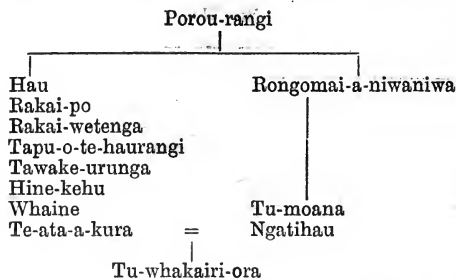 Porou-rangi
Hau Rongomai-a-niwaniwa
Rakai-po
Rakai-wetenga
Tapu-o-te-haurangi
Tawake-urunga
Hine-kehu
Whaine Tu-moana
Te-ata-a-kura = Ngatihau
Tu-whakairi-ora